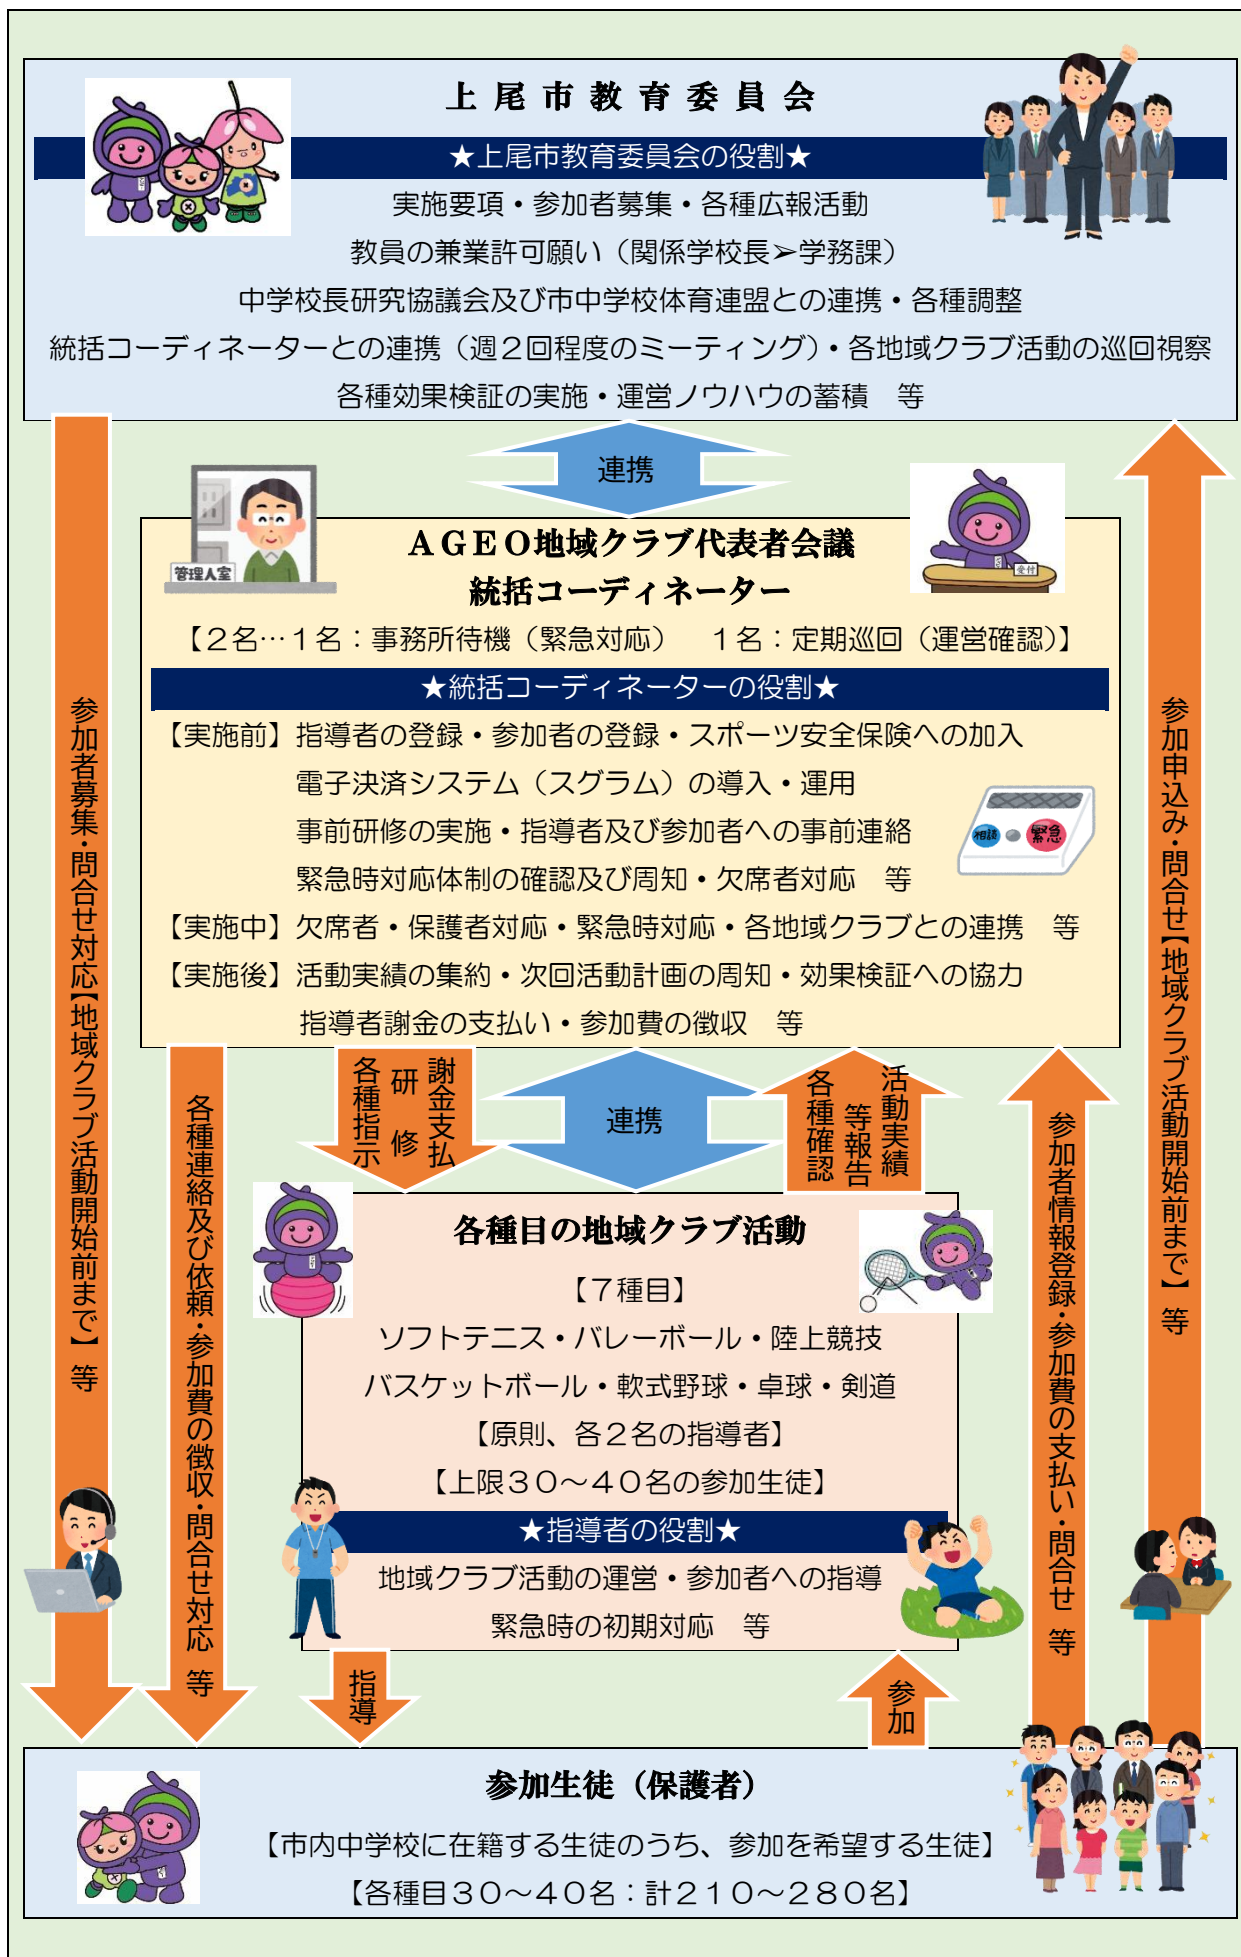 上尾市教育委員会
★上尾市教育委員会の役割★
実施要項・参加者募集・各種広報活動
教員の兼業許可願い（関係学校長➢学務課）
中学校長研究協議会及び市中学校体育連盟との連携・各種調整
統括コーディネーターとの連携（週２回程度のミーティング）・各地域クラブ活動の巡回視察
各種効果検証の実施・運営ノウハウの蓄積　等
連携
管理人室
受付
ＡＧＥＯ地域クラブ代表者会議
統括コーディネーター
【２名…１名：事務所待機（緊急対応）　１名：定期巡回（運営確認）】
★統括コーディネーターの役割★
【実施前】指導者の登録・参加者の登録・スポーツ安全保険への加入
電子決済システム（スグラム）の導入・運用
事前研修の実施・指導者及び参加者への事前連絡
緊急時対応体制の確認及び周知・欠席者対応　等
相談
緊急
【実施中】欠席者・保護者対応・緊急時対応・各地域クラブとの連携　等
【実施後】活動実績の集約・次回活動計画の周知・効果検証への協力
指導者謝金の支払い・参加費の徴収　等
参加者募集・問合せ対応【地域クラブ活動開始前まで】等
各種連絡及び依頼・参加費の徴収・問合せ対応　等
謝金支払
研修
各種指示
連携
活動実績
等報告
各種確認
参加者情報登録・参加費の支払い・問合せ　等
参加申込み・問合せ【地域クラブ活動開始前まで】等
各種目の地域クラブ活動
【７種目】
ソフトテニス・バレーボール・陸上競技
バスケットボール・軟式野球・卓球・剣道
【原則、各２名の指導者】
【上限３０～４０名の参加生徒】
★指導者の役割★
地域クラブ活動の運営・参加者への指導
緊急時の初期対応　等
指導
参加
参加生徒（保護者）
【市内中学校に在籍する生徒のうち、参加を希望する生徒】
【各種目３０～４０名：計２１０～２８０名】